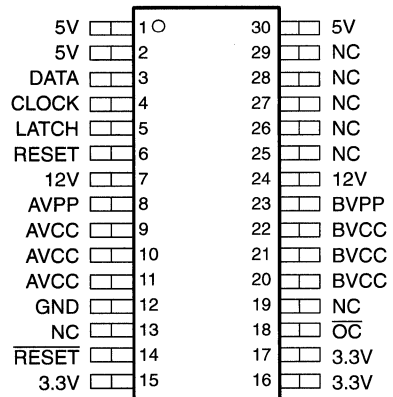 5V 1 30 5V
5V 2 29 NC
DATA 3 28 NC
CLOCK 4 27 NC
LATCH 5 26 NC
RESET 6 25 NC
12V 7 24 12V
AVPP 8 23 BVPP
AVCC 9 22 BVCC
AVCC 10 21 BVCC
AVCC 11 20 BVCC
GND 12 19 NC
NC 13 18 O̅C̅
R̅E̅S̅E̅T̅ 14 17 3.3V
3.3V 15 16 3.3V